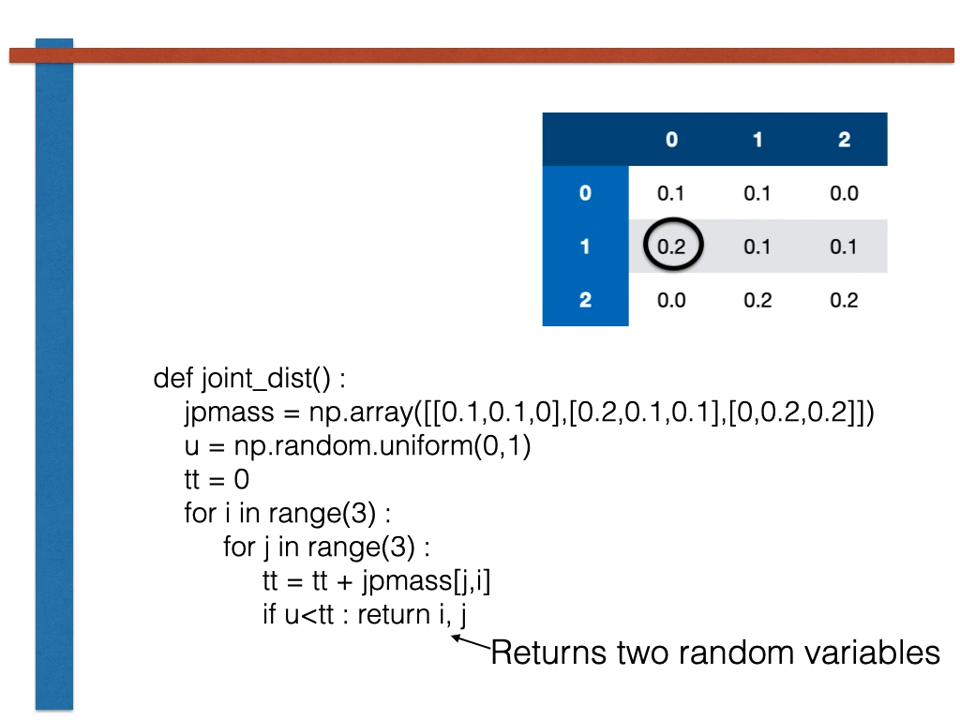 0 1 2
0 0.1 0.1 0.0
1 0.2 0.1 0.1
2 0.0 0.2 0.2
def joint_dist() :
jpmass = np.array([[0.1,0.1,0],[0.2,0.1,0.1],[0,0.2,0.2]])
u = np.random.uniform(0,1)
tt = 0
for i in range(3) :
for j in range(3) :
tt = tt + jpmass[j,i]
if u<tt : return i, j
Returns two random variables